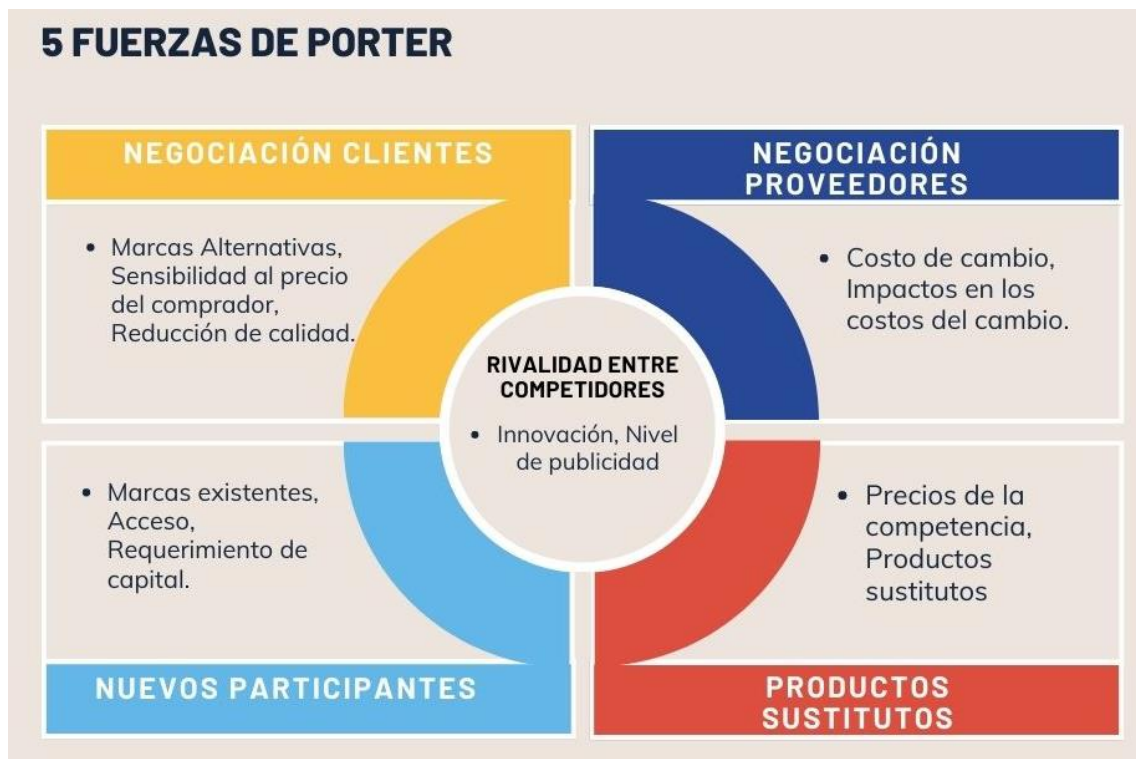 5 FUERZAS DE PORTER
NEGOCIACIÓN CLIENTES
• Marcas Alternativas,
Sensibilidad al precio
del comprador,
Reducción de calidad.
NEGOCIACIÓN
PROVEEDORES
• Costo de cambio,
Impactos en los
costos del cambio.
RIVALIDAD ENTRE
COMPETIDORES
• Innovación, Nivel
de publicidad
• Marcas existentes,
Acceso,
Requerimiento de
capital.
NUEVOS PARTICIPANTES
• Precios de la
competencia,
Productos
sustitutos
PRODUCTOS
SUSTITUTOS